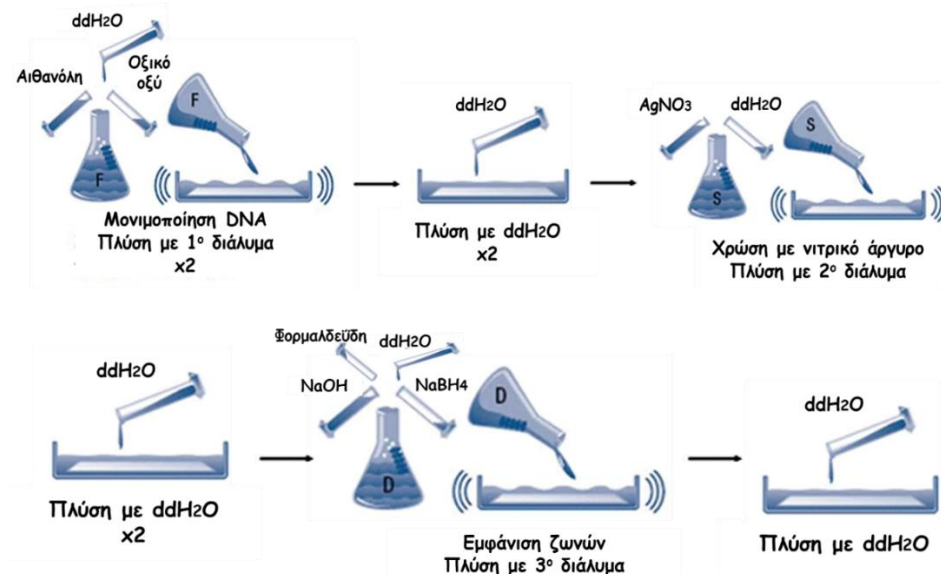 ddH2O
Αιθανόλη
Οξικό
οξύ
F
F
Μονιμοποίηση DNA
Πλύση με 1ο διάλυμα
x2
ddH2O
Πλύση με ddH2O
x2
AgNO3
ddH2O
S
S
Χρώση με νιτρικό άργυρο
Πλύση με 2ο διάλυμα
ddH2O
Πλύση με ddH2O
x2
Φορμαλδεΰδη
ddH2O
NaOH
NaBH4
D
D
Εμφάνιση ζωνών
Πλύση με 3ο διάλυμα
ddH2O
Πλύση με ddH2O